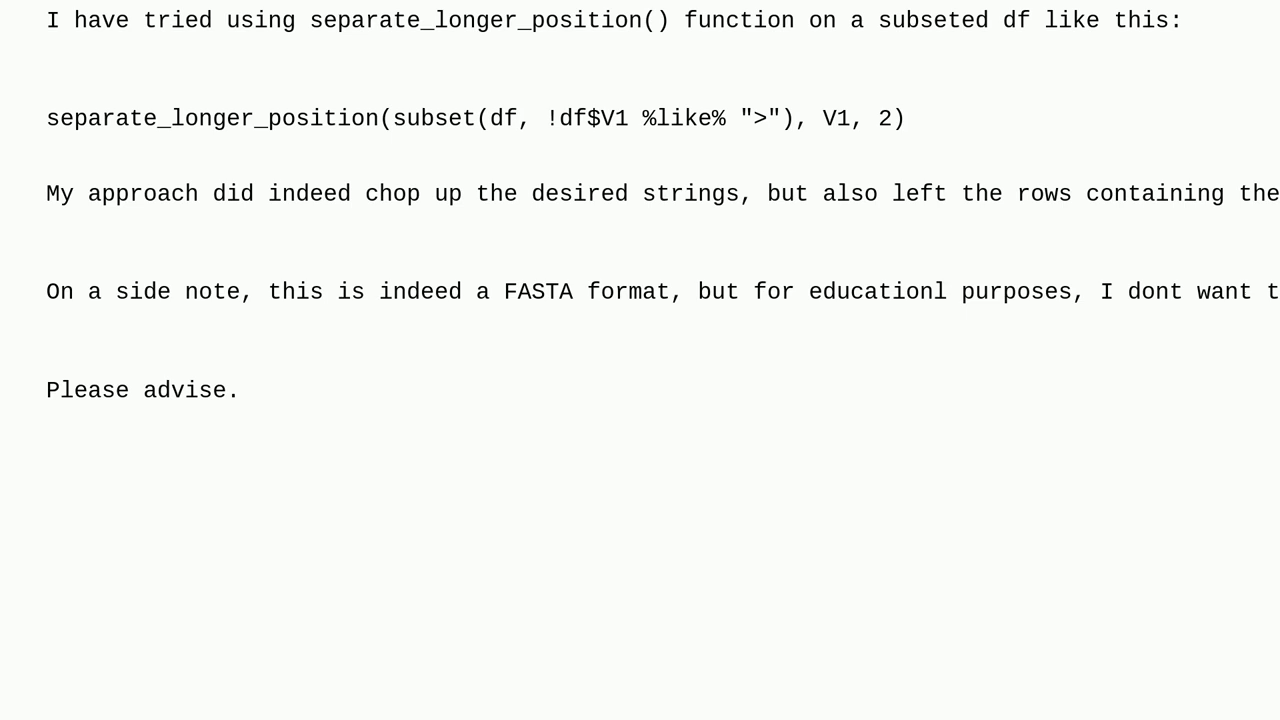 I have tried using separate_longer_position() function on a subseted df like this:
separate_longer_position(subset(df, !df$V1 %like% ">"), V1, 2)
My approach did indeed chop up the desired strings, but also left the rows containing the
On a side note, this is indeed a FASTA format, but for educationl purposes, I dont want t
Please advise.